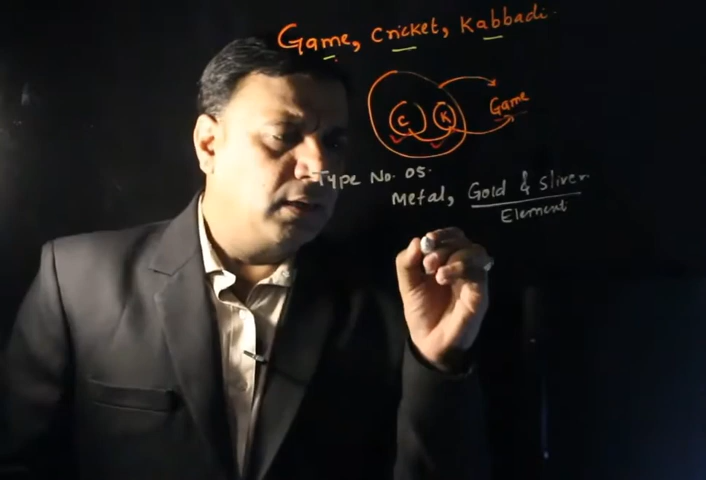 Game, Cricket, Kabbadi.
C K Game
Type No. 05.
Metal, Gold & Sliver
Element